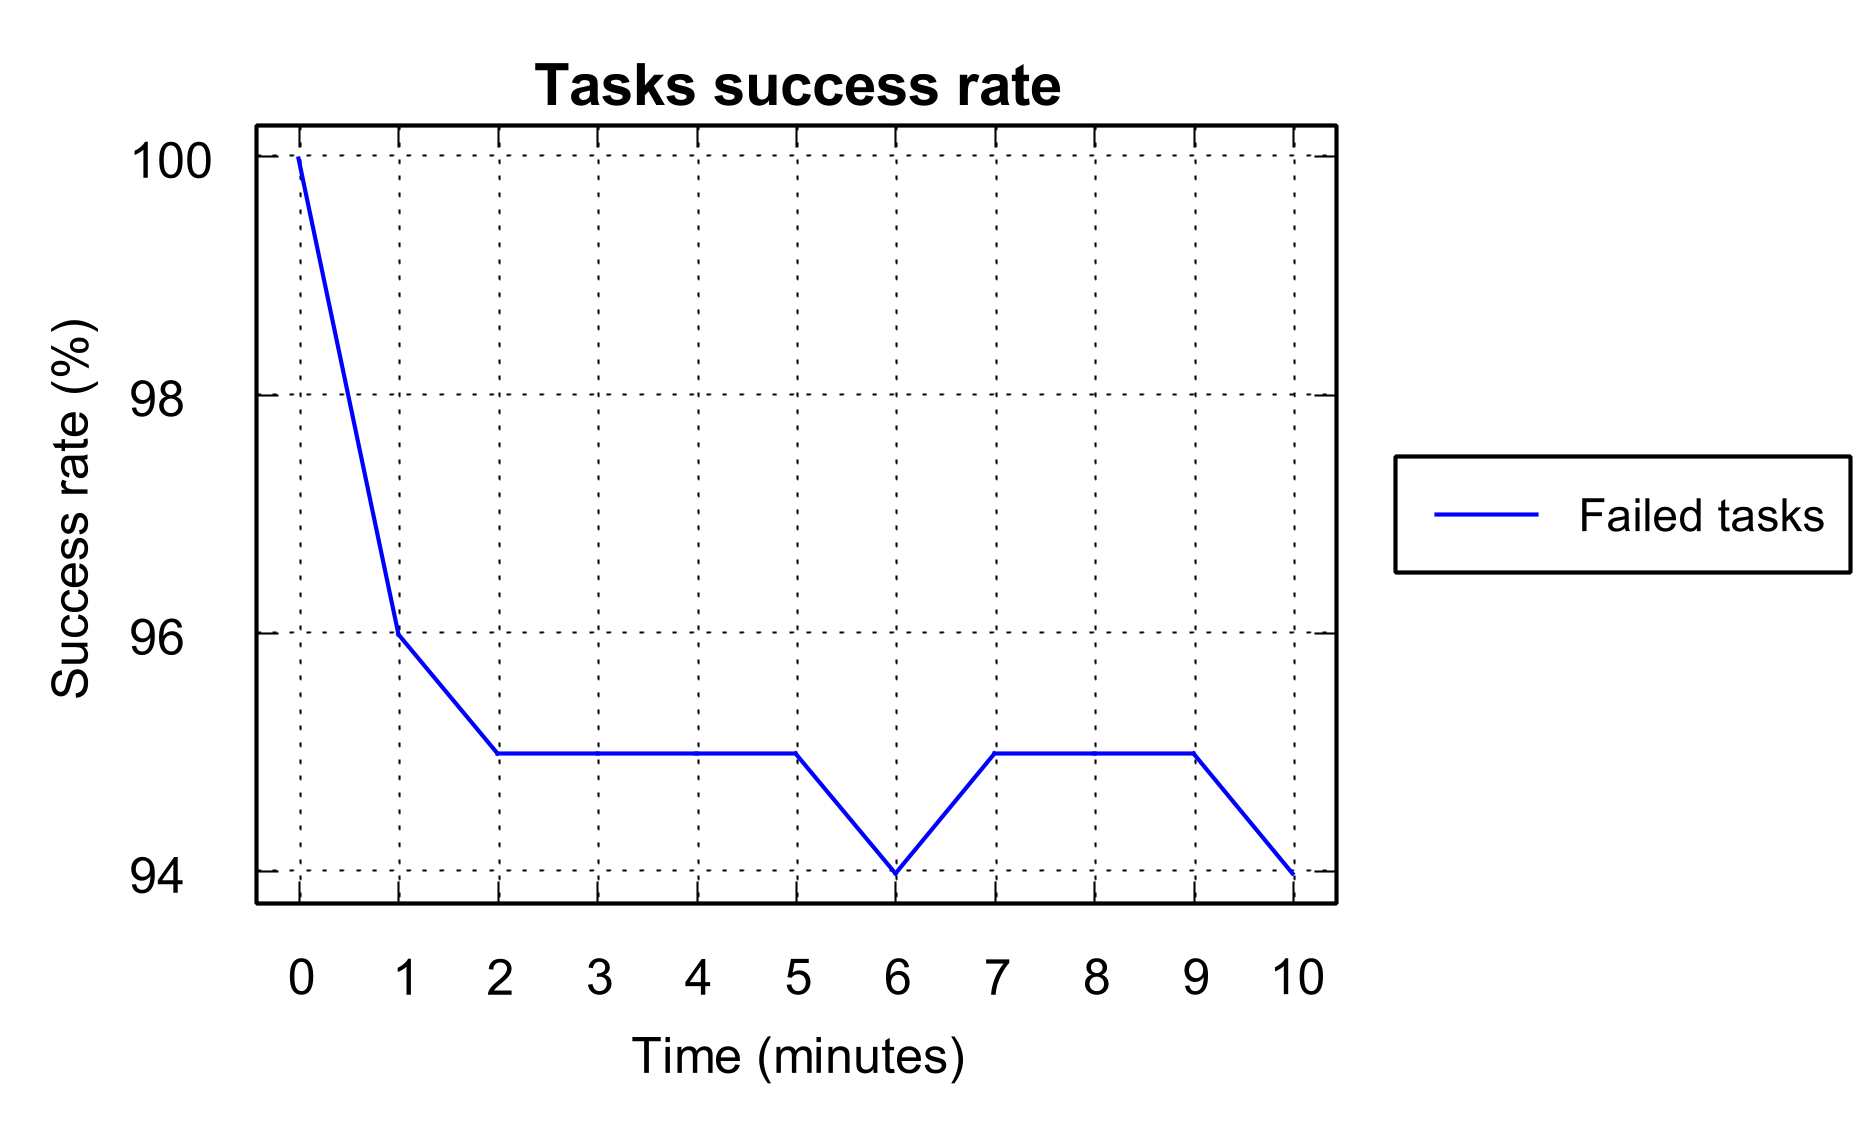 Tasks success rate
100
98
96
94
Success rate (%)
Failed tasks
0 1 2 3 4 5 6 7 8 9 10
Time (minutes)